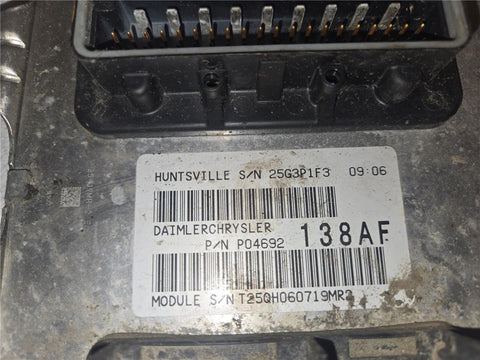 HUNTSVILLE S/N 25G3P1F3 09:06
DAIMLERCHRYSLER
P/N P04692 138AF
MODULE S/N T25QH060719MR2